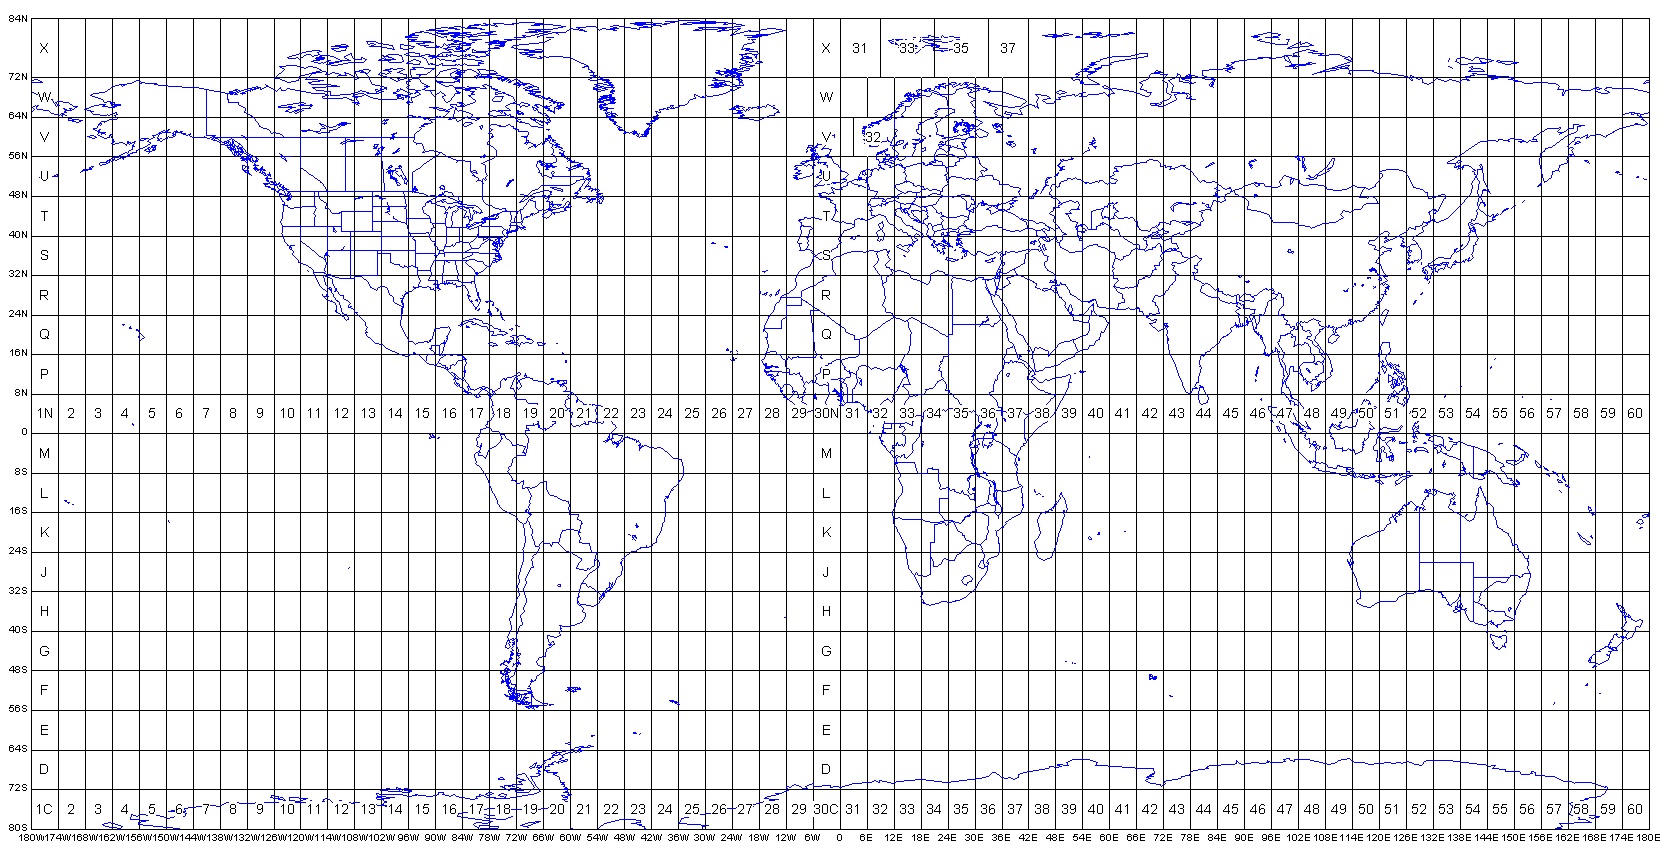 84N
X X 31 33 35 37
72N
W W
64N
V V 32
56N
U U
48N
T T
40N
S S
32N
R R
24N
Q Q
16N
P P
8N
1N 2 3 4 5 6 7 8 9 10 11 12 13 14 15 16 17 18 19 20 21 22 23 24 25 26 27 28 29 30N 31 32 33 34 35 36 37 38 39 40 41 42 43 44 45 46 47 48 49 50 51 52 53 54 55 56 57 58 59 60
0
M M
8S
L L
16S
K K
24S
J J
32S
H H
40S
G G
48S
F F
56S
E E
64S
D D
72S
1C 2 3 4 5 6 7 8 9 10 11 12 13 14 15 16 17 18 19 20 21 22 23 24 25 26 27 28 29 30C 31 32 33 34 35 36 37 38 39 40 41 42 43 44 45 46 47 48 49 50 51 52 53 54 55 56 57 58 59 60
80S
180W 174W 168W 162W 156W 150W 144W 138W 132W 126W 120W 114W 108W 102W 96W 90W 84W 78W 72W 66W 60W 54W 48W 42W 36W 30W 24W 18W 12W 6W 0 6E 12E 18E 24E 30E 36E 42E 48E 54E 60E 66E 72E 78E 84E 90E 96E 102E 108E 114E 120E 126E 132E 138E 144E 150E 156E 162E 168E 174E 180E